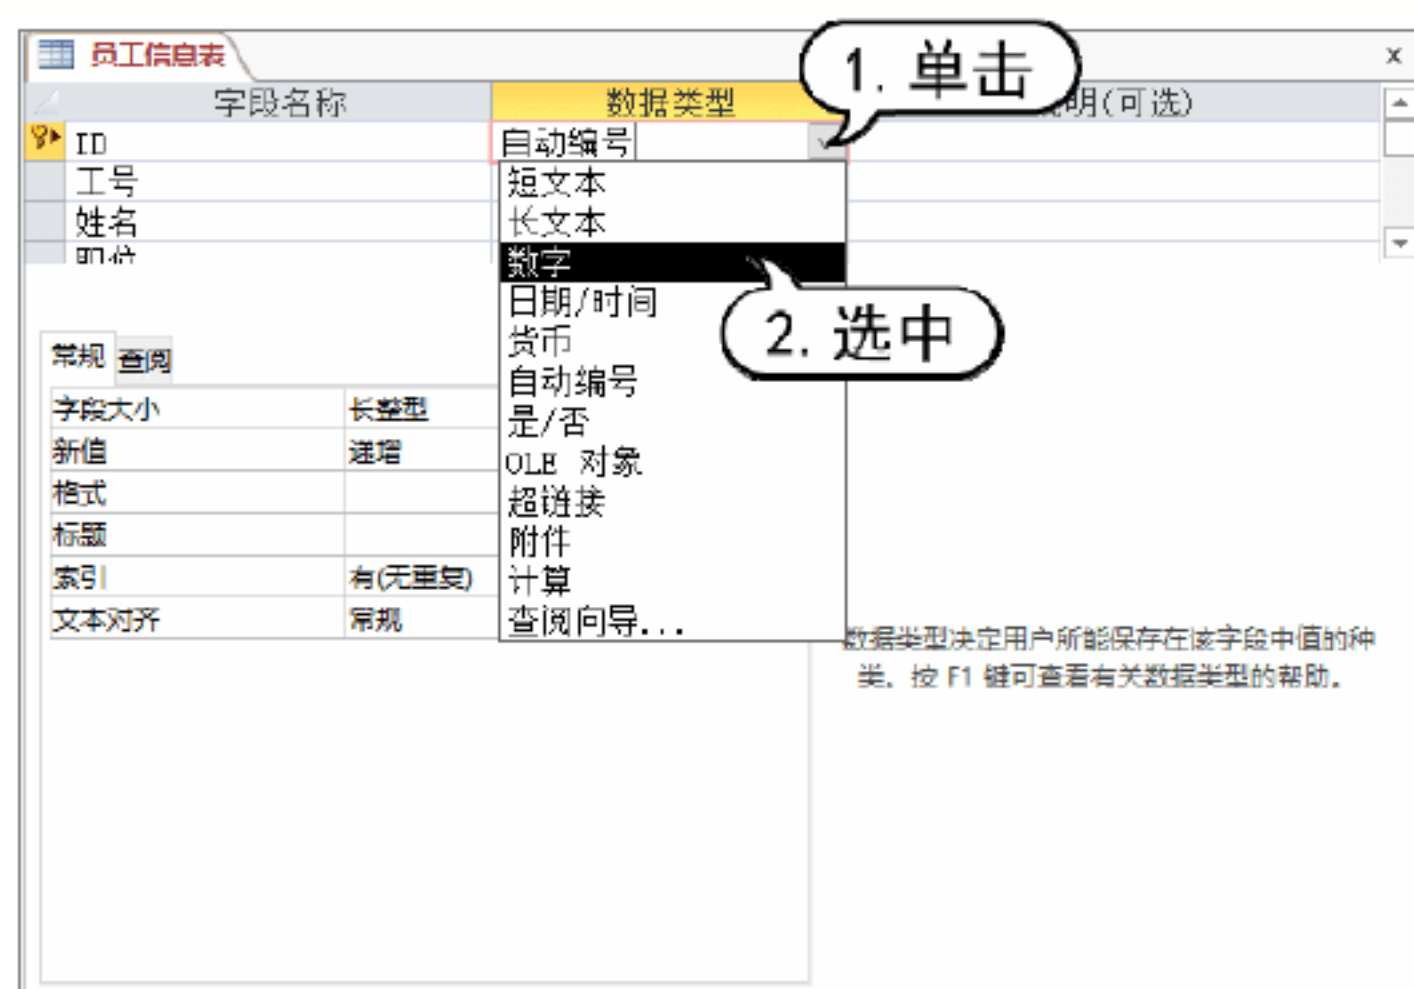 员工信息表
1. 单击
字段名称 数据类型 明(可选)
ID 自动编号
工号
姓名
职位
短文本
长文本
数字
日期/时间
货币
自动编号
是/否
OLE 对象
超链接
附件
计算
查阅向导...
2. 选中
常规 查阅
字段大小 长整型
新值 递增
格式
标题
索引 有(无重复)
文本对齐 常规
数据类型决定用户所能保存在该字段中值的种
类。按 F1 键可查看有关数据类型的帮助。